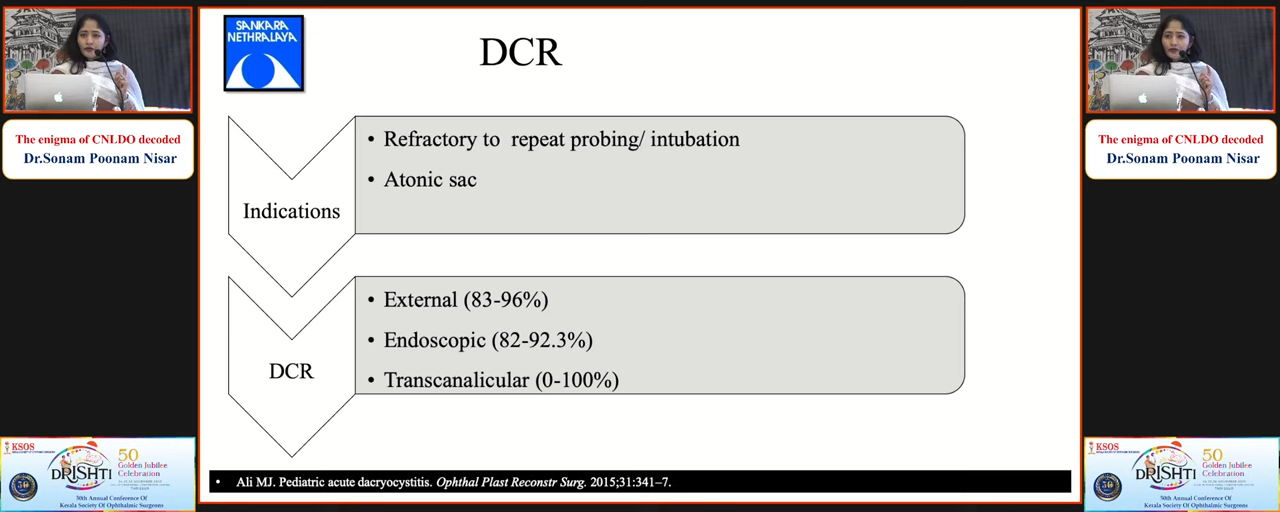 SANKARA
NETHRALAYA
DCR
Indications
• Refractory to repeat probing/ intubation
• Atonic sac
DCR
• External (83-96%)
• Endoscopic (82-92.3%)
• Transcanalicular (0-100%)
• Ali MJ. Pediatric acute dacryocystitis. Ophthal Plast Reconstr Surg. 2015;31:341–7.
The enigma of CNLDO decoded
Dr.Sonam Poonam Nisar
The enigma of CNLDO decoded
Dr.Sonam Poonam Nisar
KSOS
DRISHTI
50
Golden Jubilee
Celebration
50th Annual Conference Of
Kerala Society Of Ophthalmic Surgeons
KSOS
DRISHTI
50
Golden Jubilee
Celebration
50th Annual Conference Of
Kerala Society Of Ophthalmic Surgeons